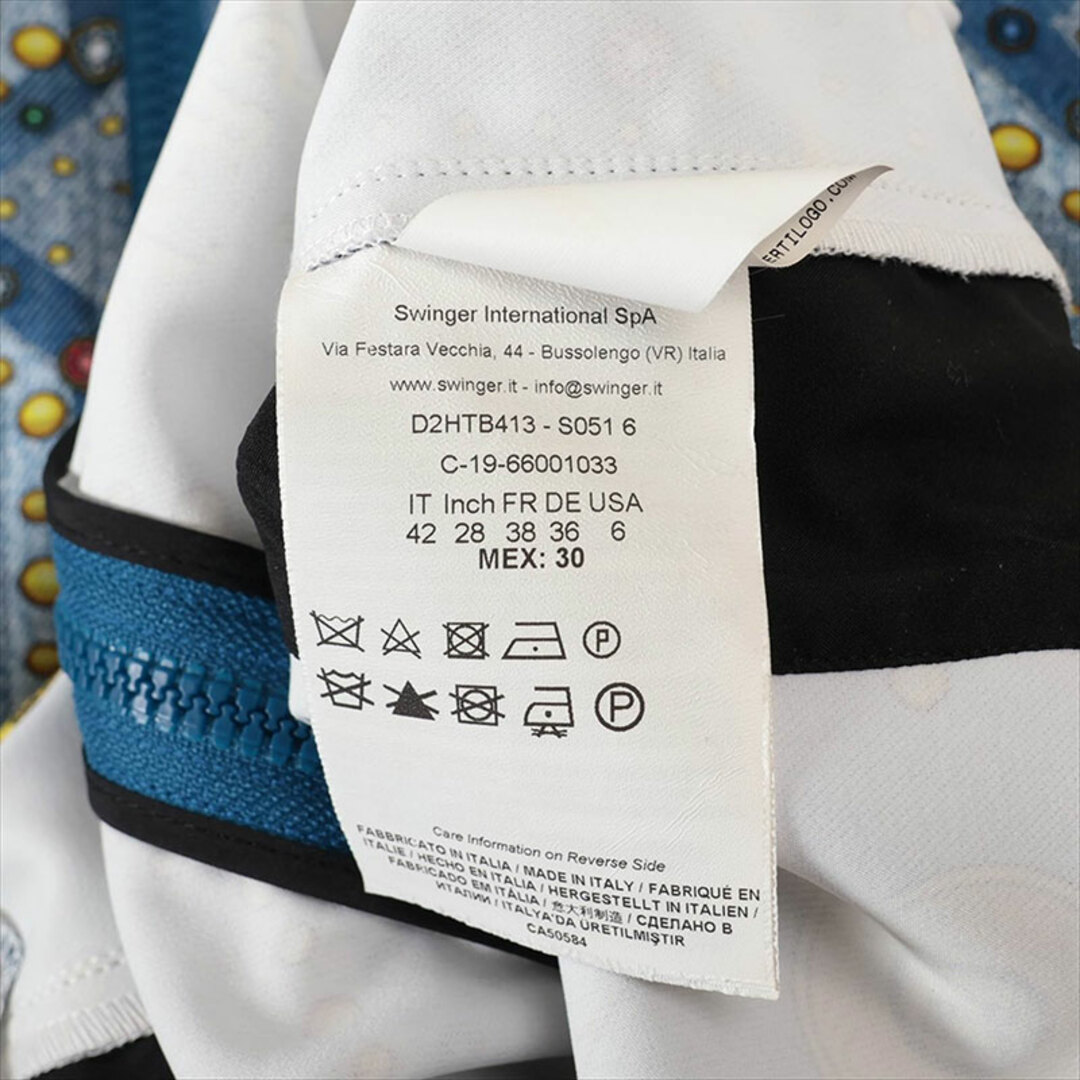 ERTILOGO.COM
Swinger International SpA
Via Festara Vecchia, 44 - Bussolengo (VR) Italia
www.swinger.it - info@swinger.it
D2HTB413 - S051 6
C-19-66001033
IT Inch FR DE USA
42 28 38 36 6
MEX: 30
P
P
Care Information on Reverse Side
FABBRICATO IN ITALIA / MADE IN ITALY / FABRIQUÉ EN
ITALIE / HECHO EN ITALIA / HERGESTELLT IN ITALIEN /
FABRICADO EM ITÁLIA / 意大利制造 / СДЕЛАНО В
ИТАЛИИ / ITALYA'DA ÜRETILMIŞTIR
CA50584